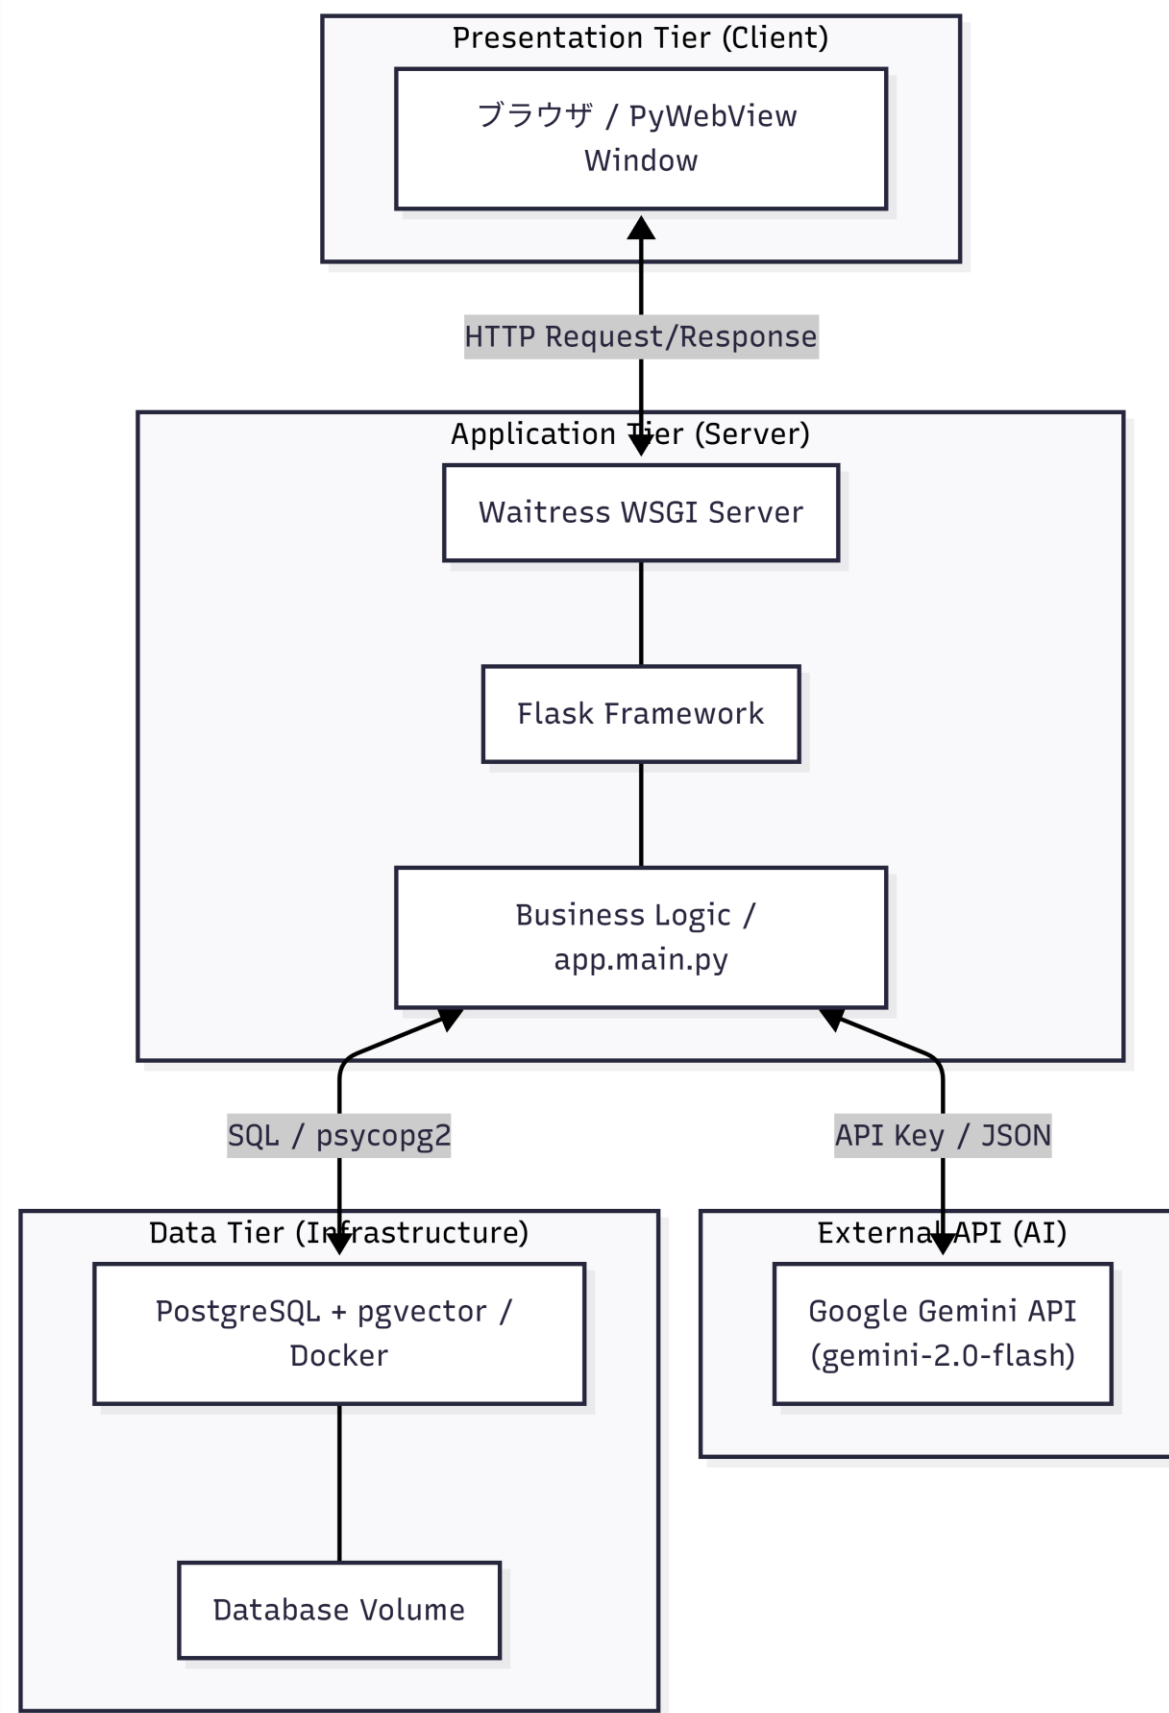 Presentation Tier (Client)
ブラウザ / PyWebView
Window
HTTP Request/Response
Application Tier (Server)
Waitress WSGI Server
Flask Framework
Business Logic /
app.main.py
SQL / psycopg2
API Key / JSON
Data Tier (Infrastructure)
External API (AI)
PostgreSQL + pgvector /
Docker
Google Gemini API
(gemini-2.0-flash)
Database Volume